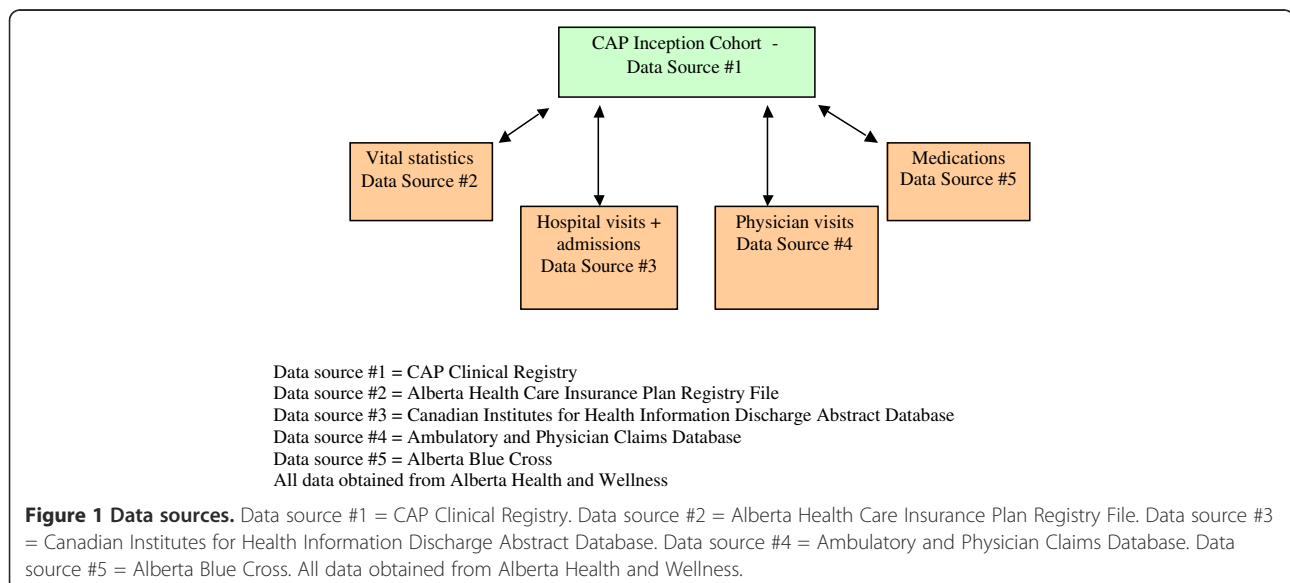 CAP Inception Cohort -
Data Source #1
Vital statistics
Data Source #2
Hospital visits +
admissions
Data Source #3
Physician visits
Data Source #4
Medications
Data Source #5
Data source #1 = CAP Clinical Registry
Data source #2 = Alberta Health Care Insurance Plan Registry File
Data source #3 = Canadian Institutes for Health Information Discharge Abstract Database
Data source #4 = Ambulatory and Physician Claims Database
Data source #5 = Alberta Blue Cross
All data obtained from Alberta Health and Wellness
Figure 1 Data sources. Data source #1 = CAP Clinical Registry. Data source #2 = Alberta Health Care Insurance Plan Registry File. Data source #3
= Canadian Institutes for Health Information Discharge Abstract Database. Data source #4 = Ambulatory and Physician Claims Database. Data
source #5 = Alberta Blue Cross. All data obtained from Alberta Health and Wellness.